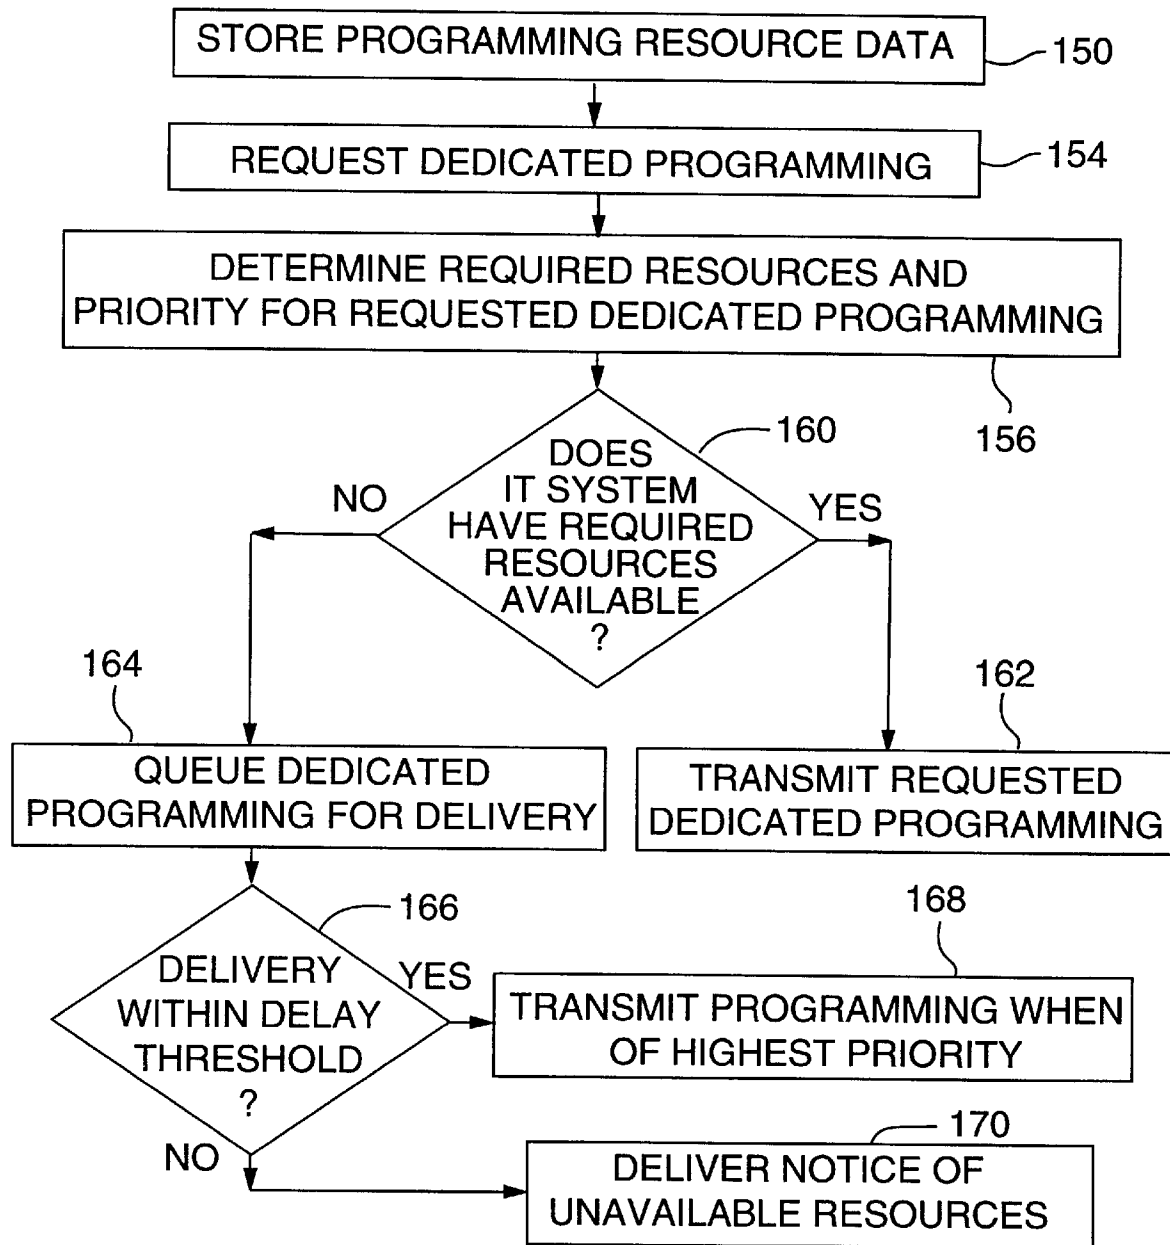 STORE PROGRAMMING RESOURCE DATA
150
REQUEST DEDICATED PROGRAMMING
154
DETERMINE REQUIRED RESOURCES AND
PRIORITY FOR REQUESTED DEDICATED PROGRAMMING
156
160
DOES
IT SYSTEM
HAVE REQUIRED
RESOURCES
AVAILABLE
?
NO
YES
164
162
QUEUE DEDICATED
PROGRAMMING FOR DELIVERY
TRANSMIT REQUESTED
DEDICATED PROGRAMMING
166
168
DELIVERY
WITHIN DELAY
THRESHOLD
?
YES
TRANSMIT PROGRAMMING WHEN
OF HIGHEST PRIORITY
NO
170
DELIVER NOTICE OF
UNAVAILABLE RESOURCES